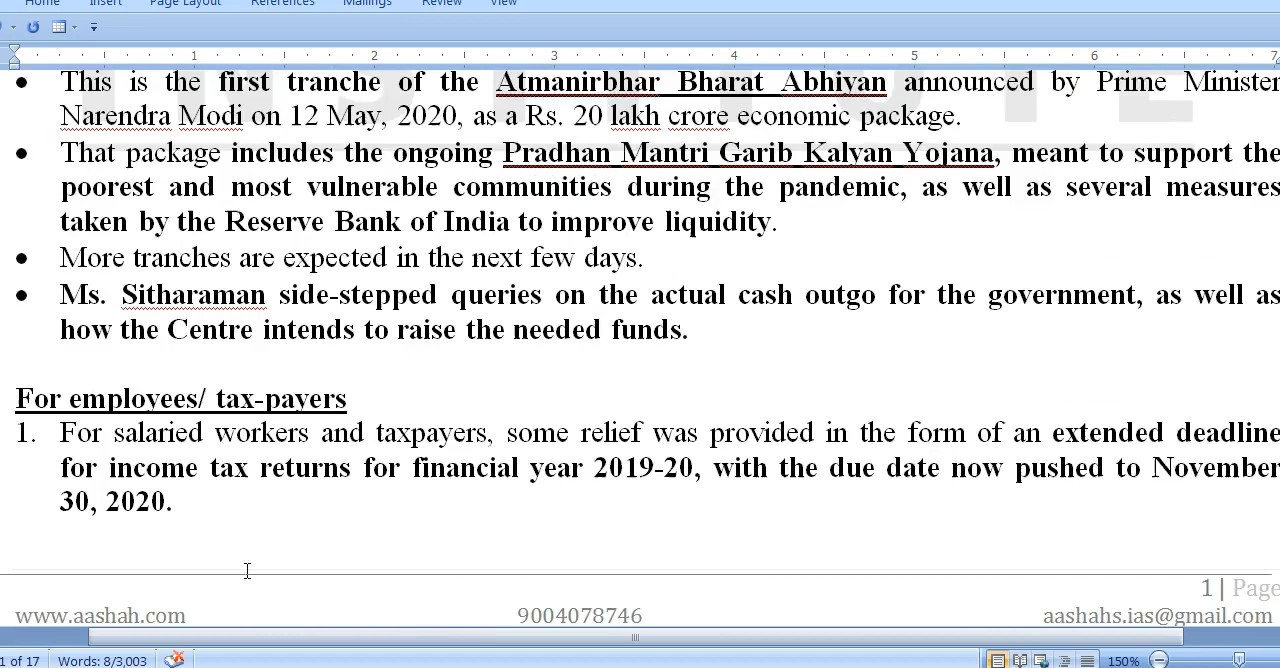 Home Insert Page Layout References Mailings Review View
1 2 3 4 5 6 7
• This is the first tranche of the Atmanirbhar Bharat Abhiyan announced by Prime Minister
Narendra Modi on 12 May, 2020, as a Rs. 20 lakh crore economic package.
• That package includes the ongoing Pradhan Mantri Garib Kalyan Yojana, meant to support the
poorest and most vulnerable communities during the pandemic, as well as several measures
taken by the Reserve Bank of India to improve liquidity.
• More tranches are expected in the next few days.
• Ms. Sitharaman side-stepped queries on the actual cash outgo for the government, as well as
how the Centre intends to raise the needed funds.
For employees/ tax-payers
1. For salaried workers and taxpayers, some relief was provided in the form of an extended deadline
for income tax returns for financial year 2019-20, with the due date now pushed to November
30, 2020.
1 | Page
www.aashah.com 9004078746 aashahs.ias@gmail.com
1 of 17 Words: 8/3,003 150%